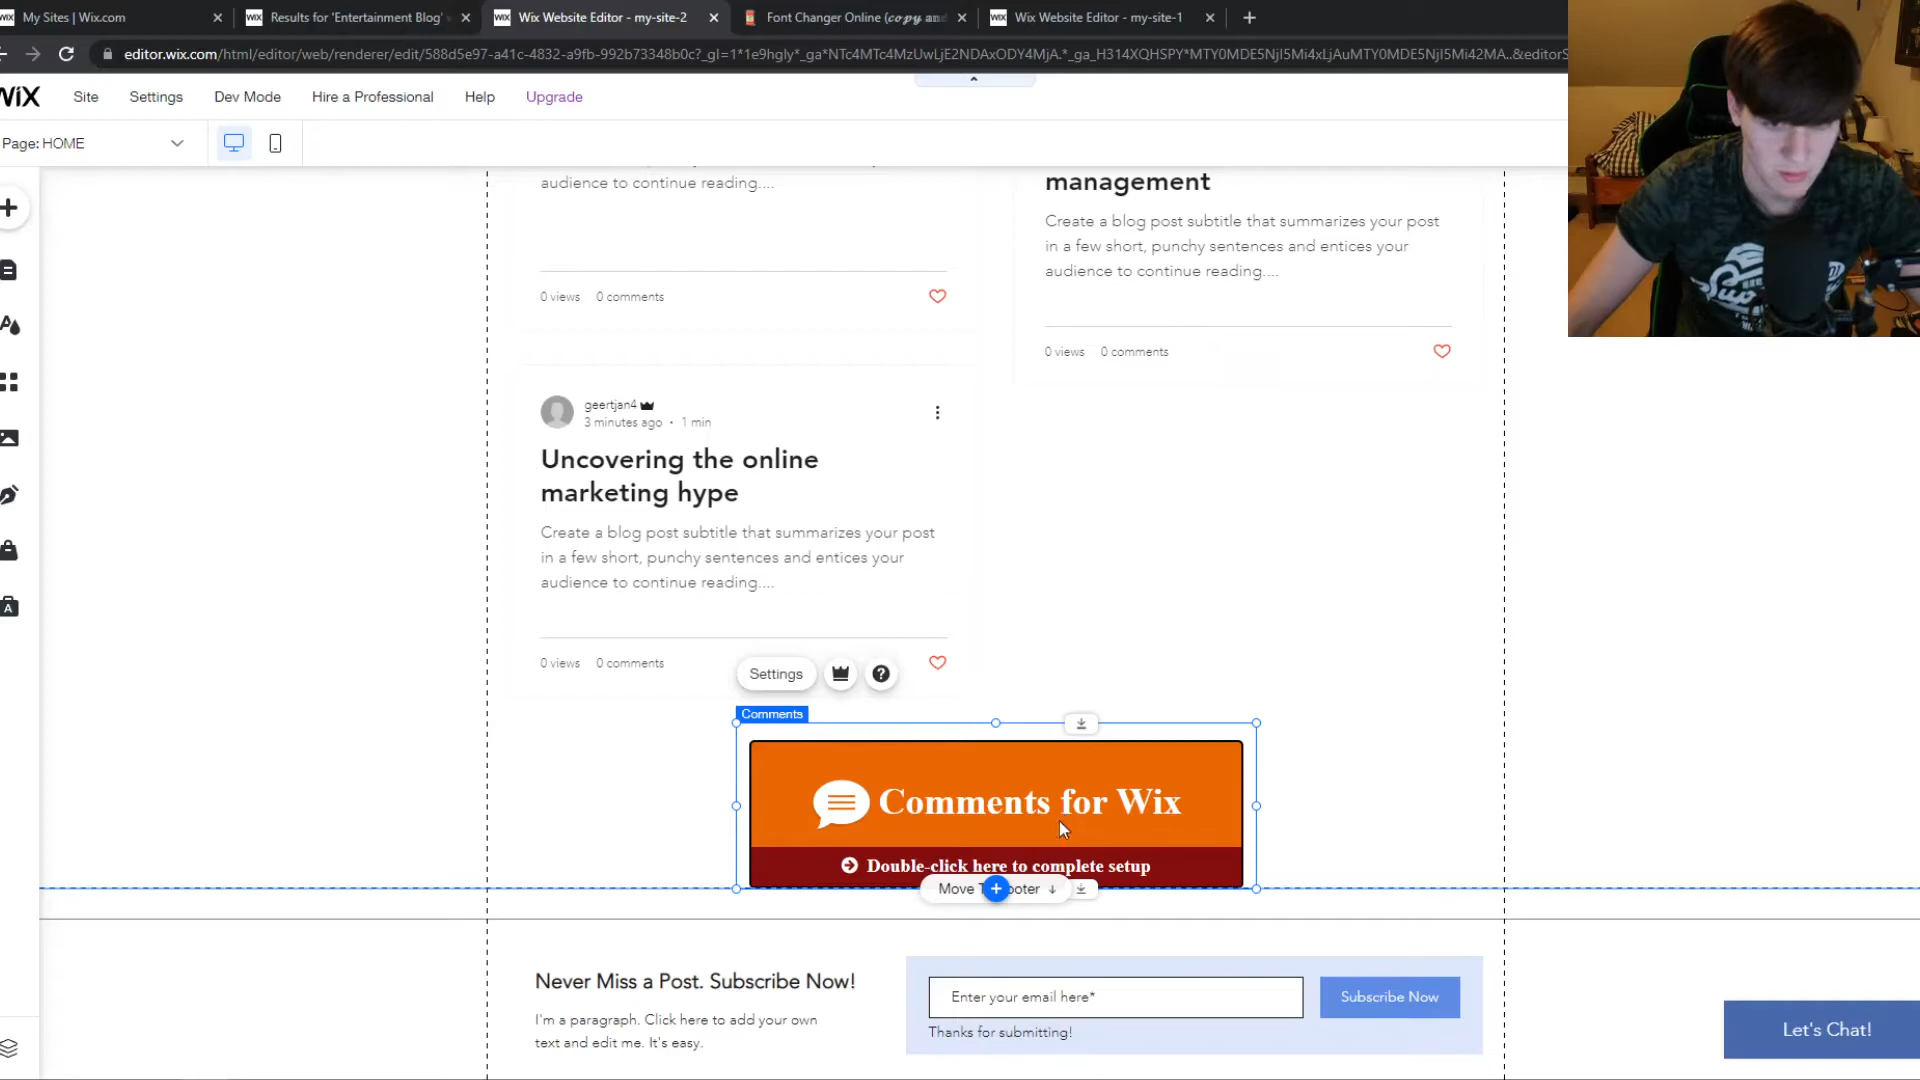 My Sites | Wix.com
WIX Results for 'Entertainment Blog'
WIX Wix Website Editor - my-site-2
Font Changer Online (𝓬𝓸𝓹𝔂 𝓪𝓷𝓭
WIX Wix Website Editor - my-site-1
editor.wix.com/html/editor/web/renderer/edit/588d5e97-a41c-4832-a9fb-992b73348b0c?_gl=1*1e9hgly*_ga*NTc4MTc4MzUwLjE2NDAxODY4MjA.*_ga_H314XQHSPY*MTY0MDE5NjI5Mi4xLjAuMTY0MDE5NjI5Mi42MA..&editorS
WIX Site Settings Dev Mode Hire a Professional Help Upgrade
Page: HOME
audience to continue reading....
0 views 0 comments
management
Create a blog post subtitle that summarizes your post
in a few short, punchy sentences and entices your
audience to continue reading....
0 views 0 comments
geertjan4
3 minutes ago · 1 min
Uncovering the online
marketing hype
Create a blog post subtitle that summarizes your post
in a few short, punchy sentences and entices your
audience to continue reading....
0 views 0 comments
Settings
Comments
Comments for Wix
Double-click here to complete setup
Move ooter ↓
Never Miss a Post. Subscribe Now!
I'm a paragraph. Click here to add your own
text and edit me. It's easy.
Enter your email here*
Subscribe Now
Thanks for submitting!
Let's Chat!